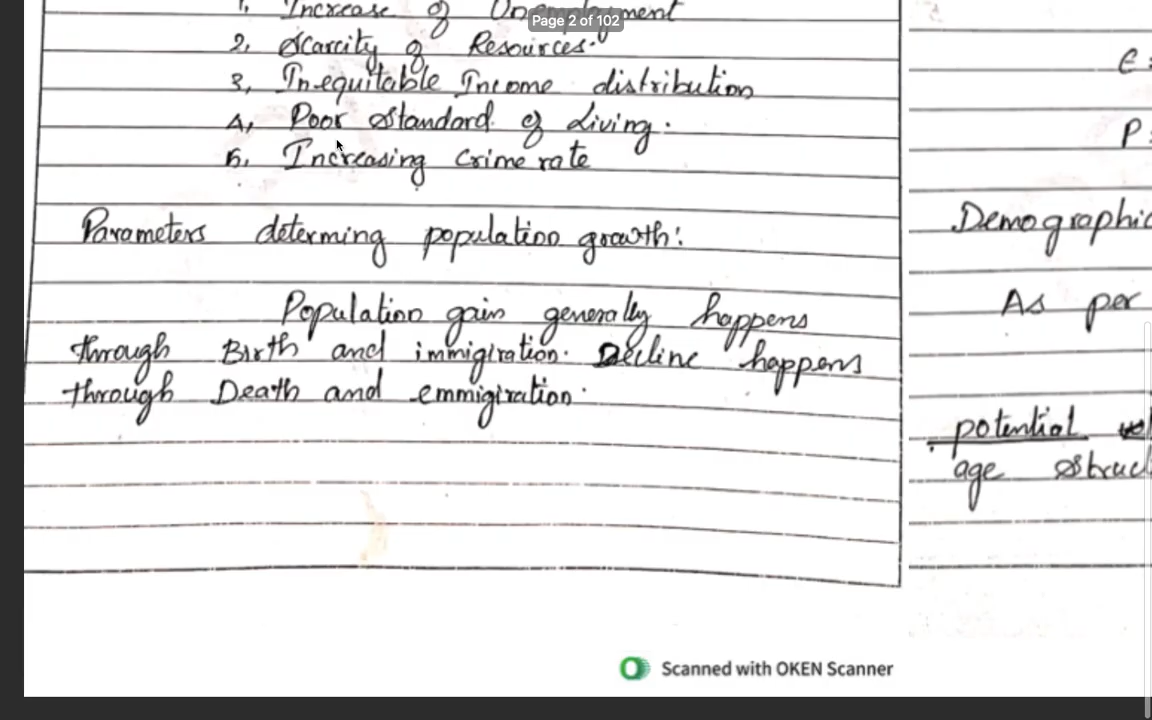 1. Increase of Unemployment
Page 2 of 102
2. Scarcity of Resources.
3, Inequitable Income distribution
4, Poor standard of Living.
5. Increasing crime rate
Parameters determing population growth:
Population gain generally happens
through Birth and immigiration. Decline happens
through Death and emmigiration.
e:
P:
Demographic
As per
potential
age struc
Scanned with OKEN Scanner